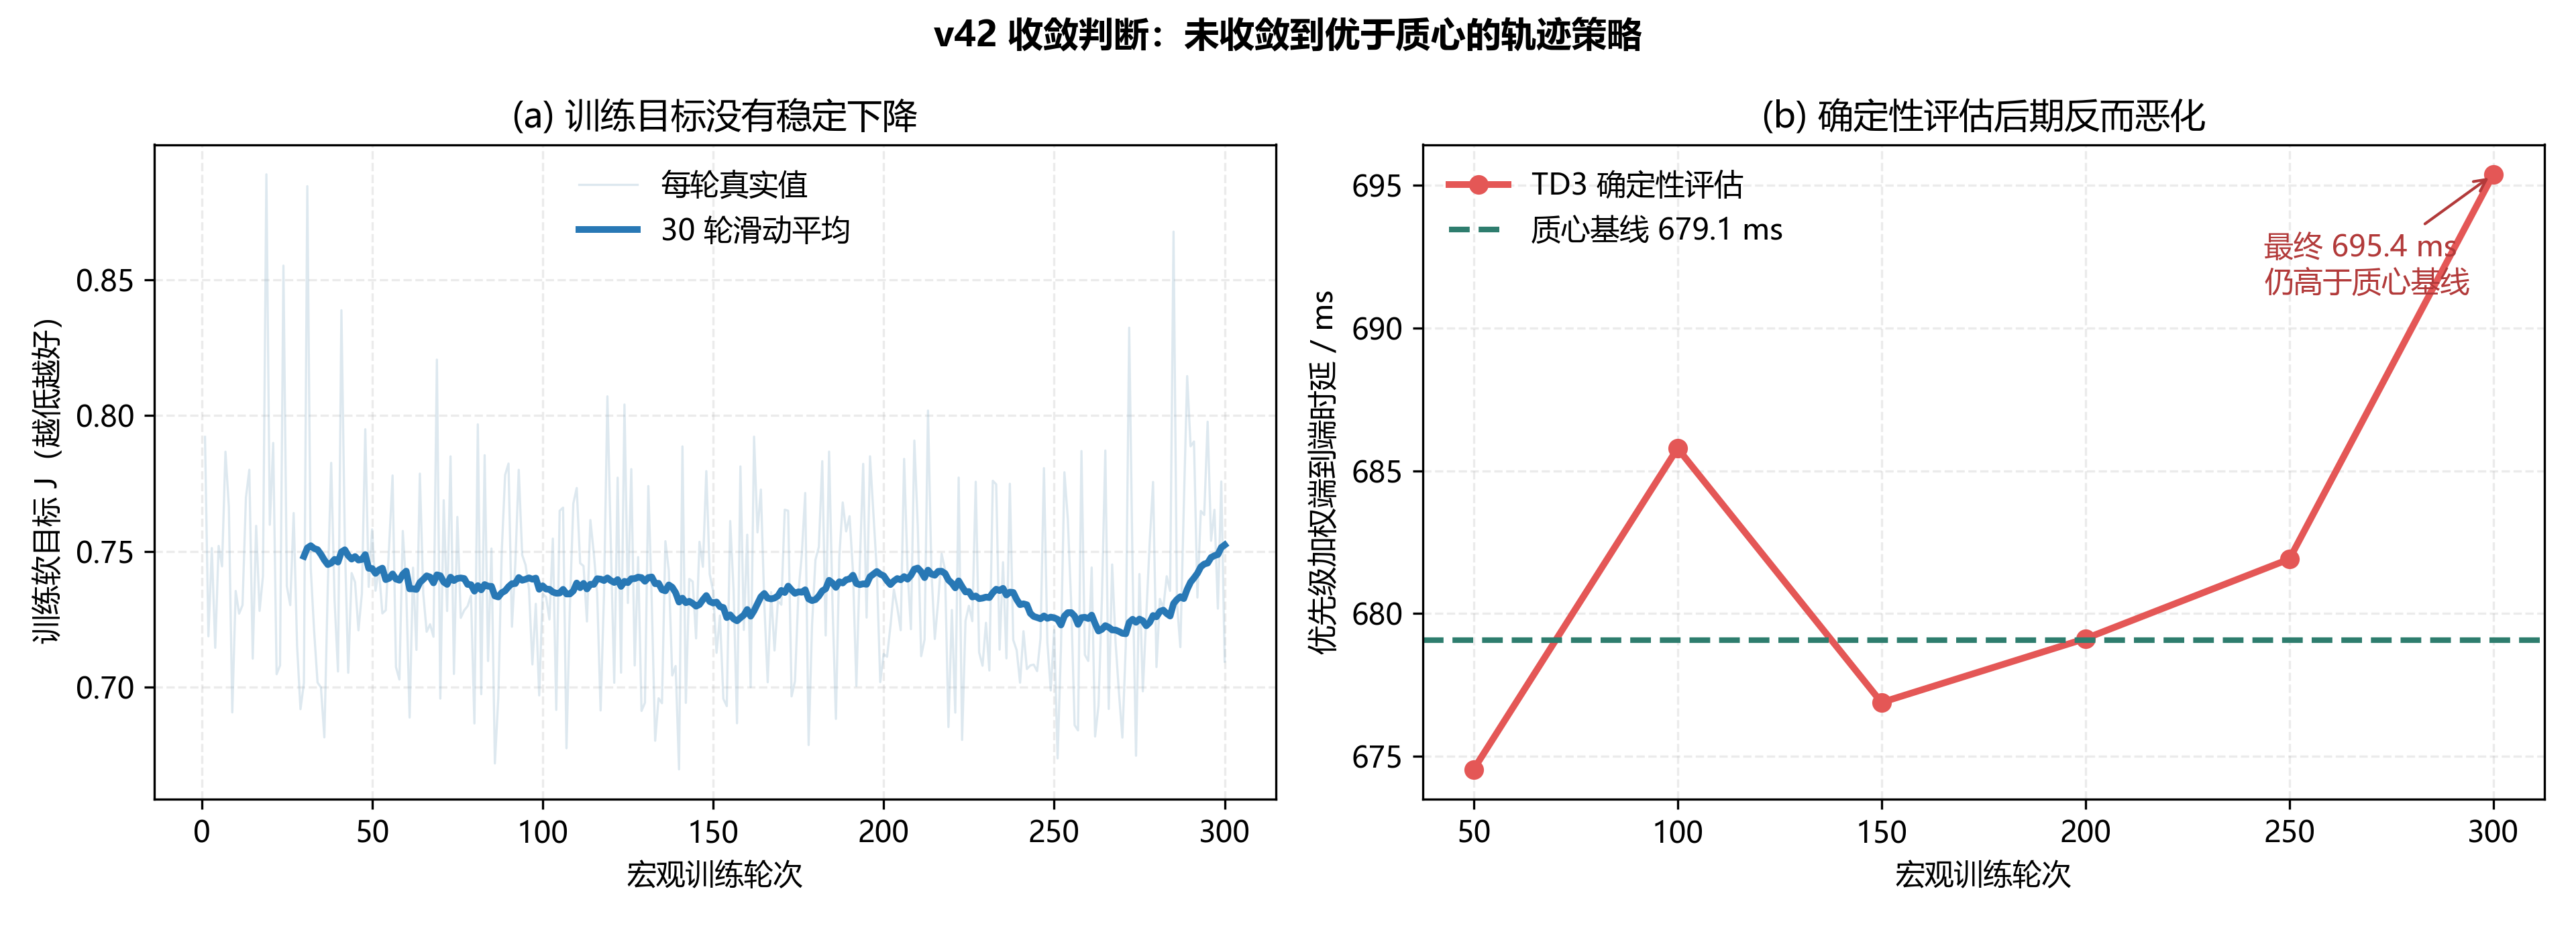 v42 收敛判断：未收敛到优于质心的轨迹策略
(a) 训练目标没有稳定下降
每轮真实值
30 轮滑动平均
训练软目标 J（越低越好）
0.85
0.80
0.75
0.70
0
50
100
150
200
250
300
宏观训练轮次
(b) 确定性评估后期反而恶化
TD3 确定性评估
质心基线 679.1 ms
最终 695.4 ms
仍高于质心基线
优先级加权端到端时延 / ms
695
690
685
680
675
50
100
150
200
250
300
宏观训练轮次